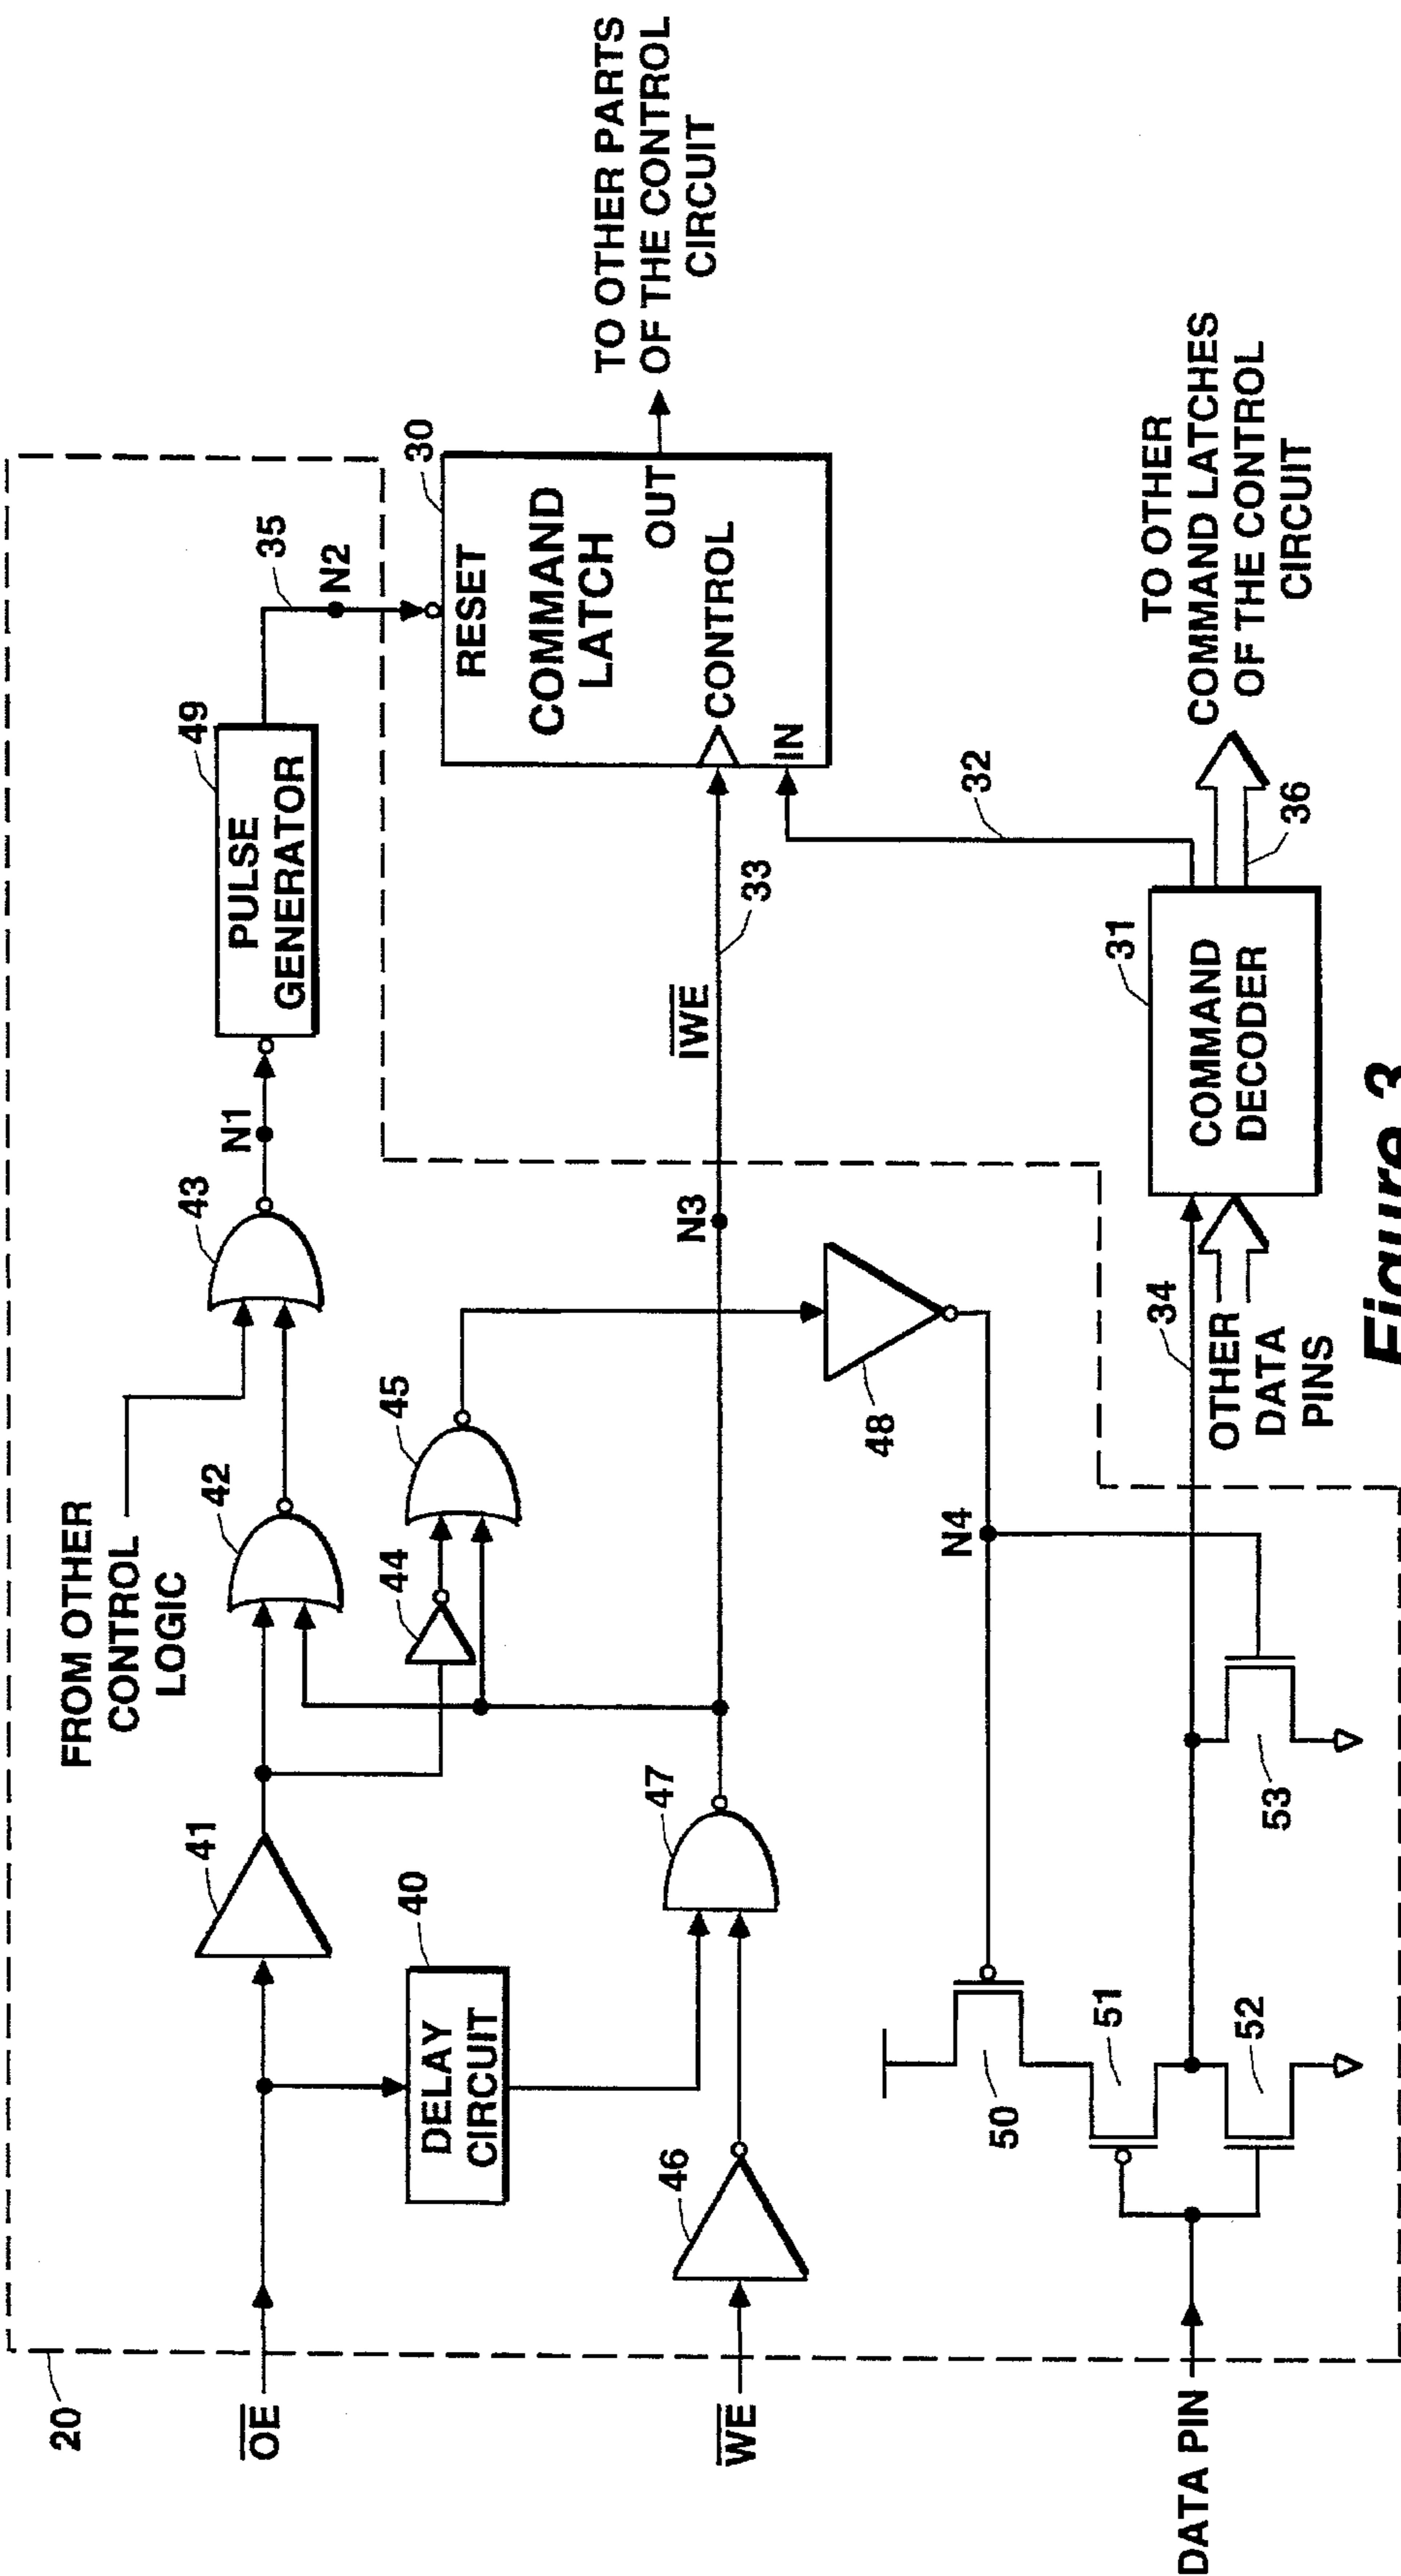 20
OE
WE
DATA PIN
FROM OTHER
CONTROL
LOGIC
41
40
DELAY
CIRCUIT
46
47
42
43
44
45
48
N1
49
PULSE
GENERATOR
35
N2
30
RESET
COMMAND
LATCH
OUT
CONTROL
IN
TO OTHER PARTS
OF THE CONTROL
CIRCUIT
N3
IWE
33
32
N4
50
51
52
53
34
OTHER
DATA
PINS
31
COMMAND
DECODER
36
TO OTHER
COMMAND LATCHES
OF THE CONTROL
CIRCUIT
Figure 3